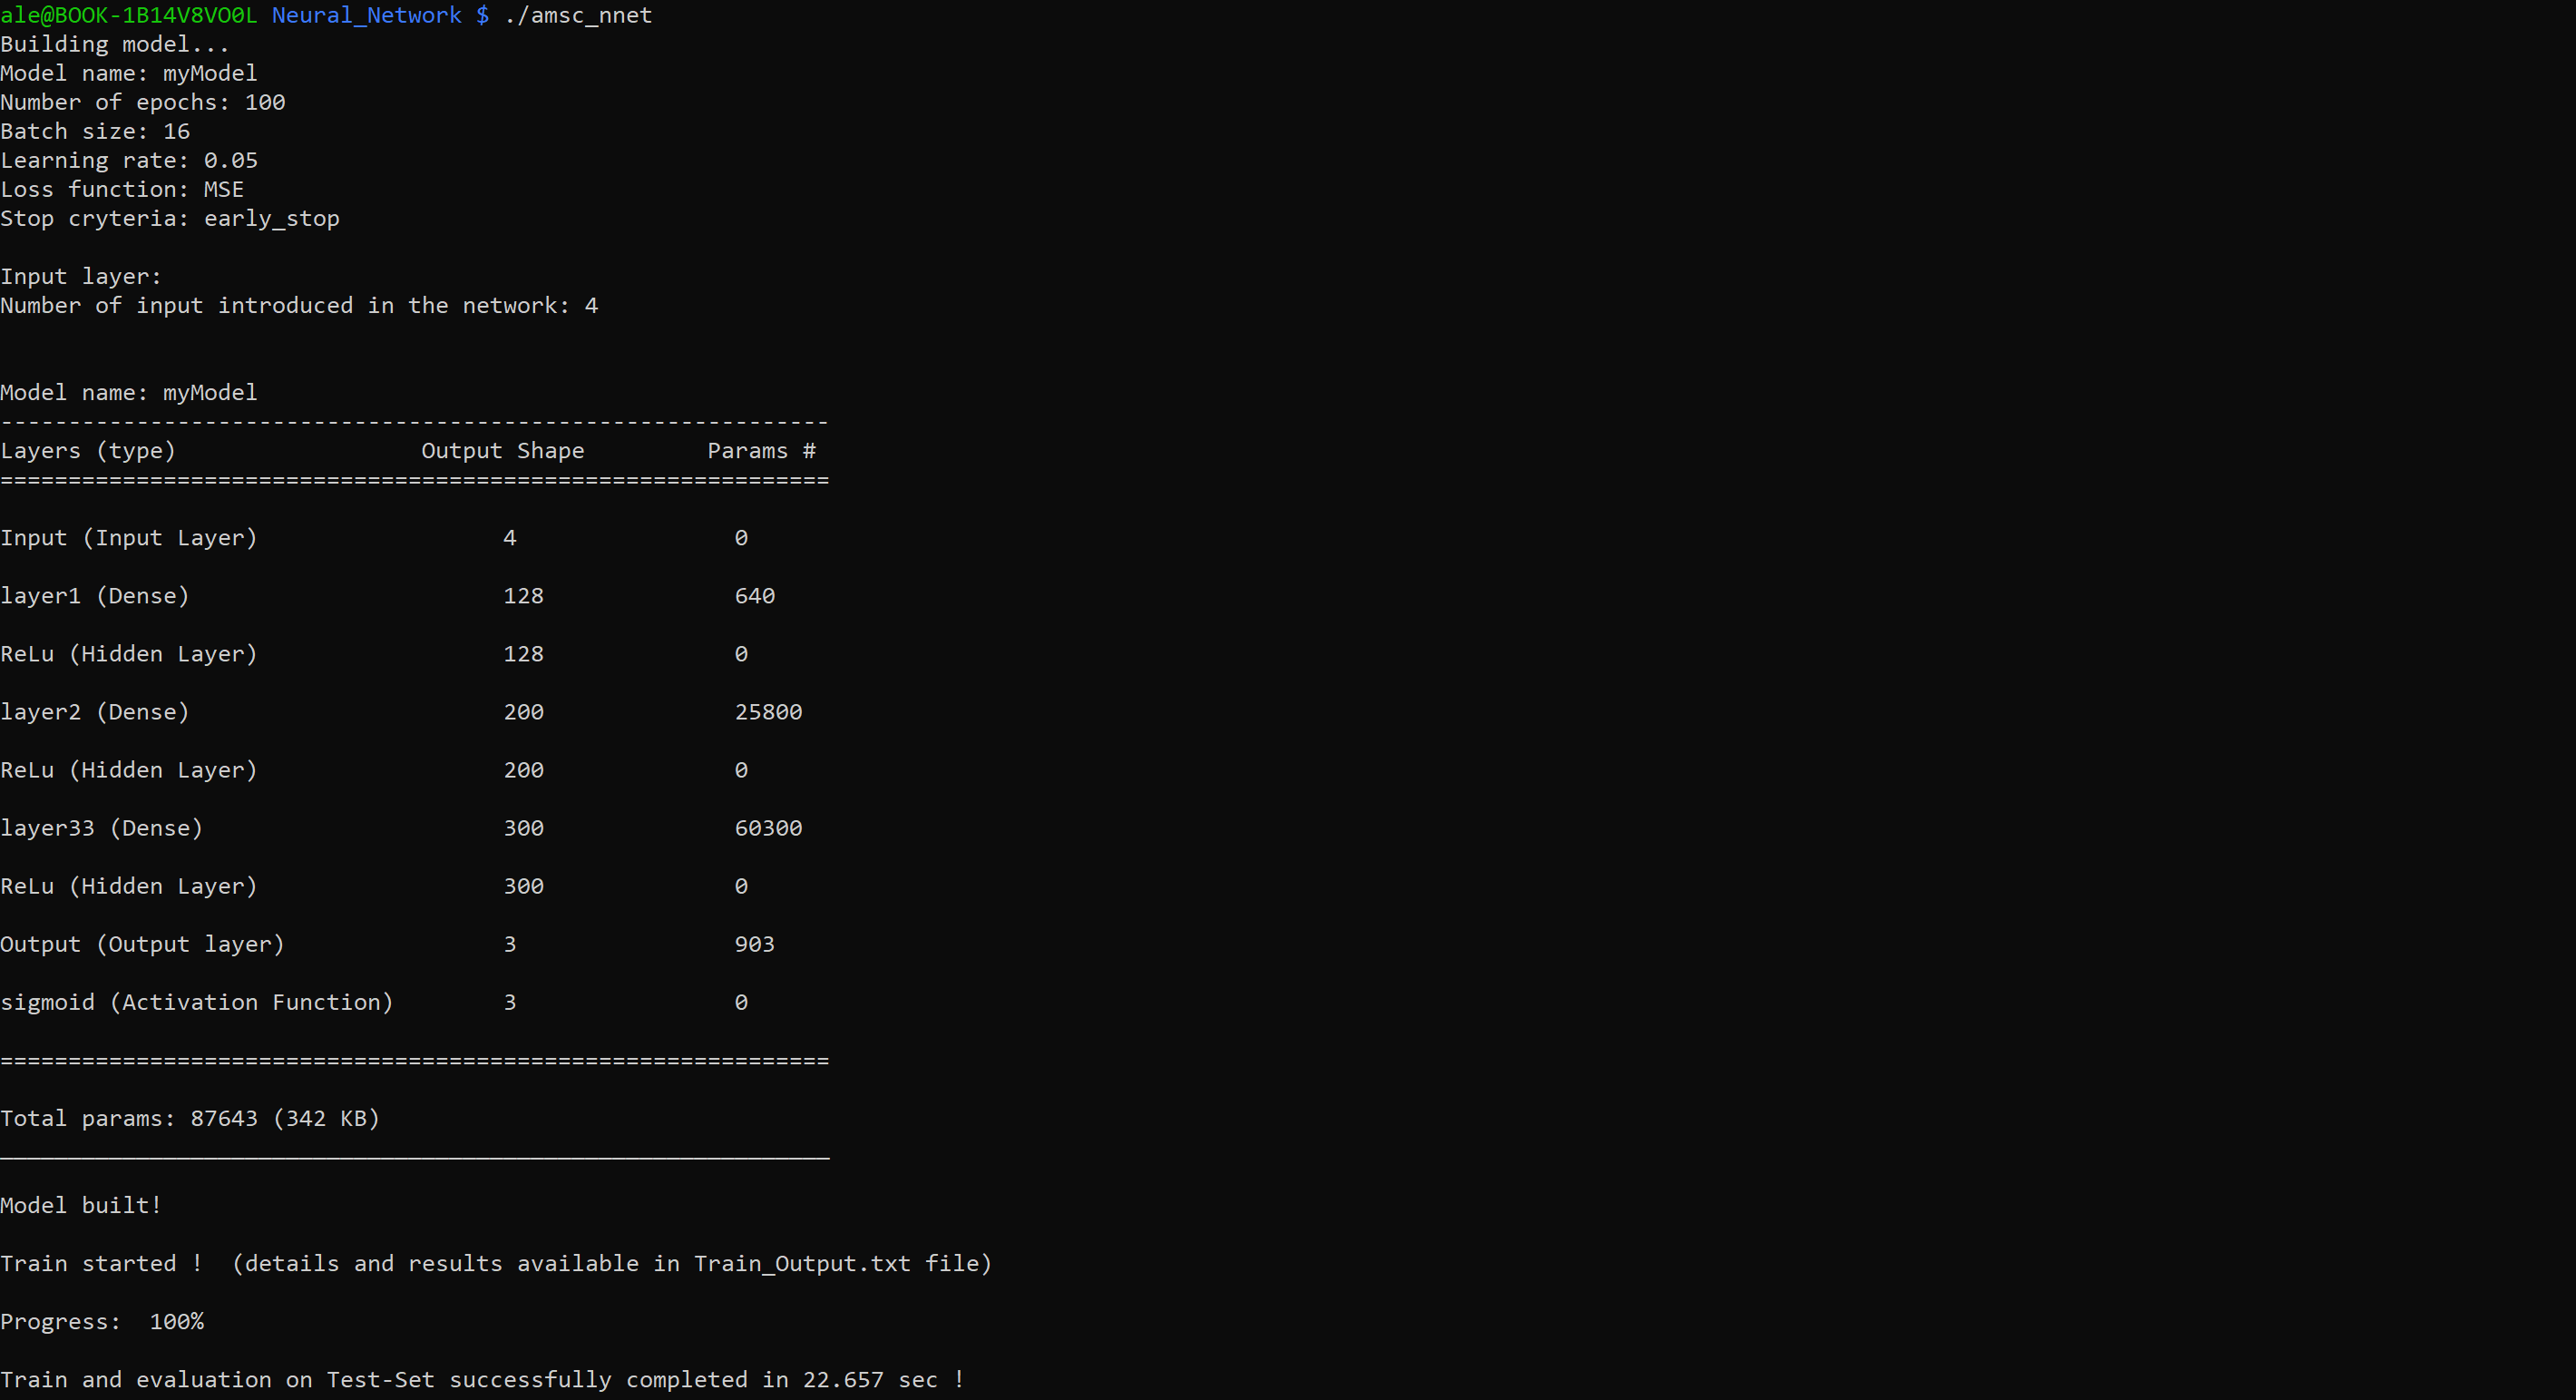 ale@BOOK-1B14V8VO0L Neural_Network $ ./amsc_nnet
Building model...
Model name: myModel
Number of epochs: 100
Batch size: 16
Learning rate: 0.05
Loss function: MSE
Stop cryteria: early_stop
Input layer:
Number of input introduced in the network: 4
Model name: myModel
-------------------------------------------------------------
Layers (type)                  Output Shape         Params #
=============================================================
Input (Input Layer)                  4                0
layer1 (Dense)                       128              640
ReLu (Hidden Layer)                  128              0
layer2 (Dense)                       200              25800
ReLu (Hidden Layer)                  200              0
layer33 (Dense)                      300              60300
ReLu (Hidden Layer)                  300              0
Output (Output layer)                3                903
sigmoid (Activation Function)        3                0
=============================================================
Total params: 87643 (342 KB)
_____________________________________________________________
Model built!
Train started !  (details and results available in Train_Output.txt file)
Progress:  100%
Train and evaluation on Test-Set successfully completed in 22.657 sec !